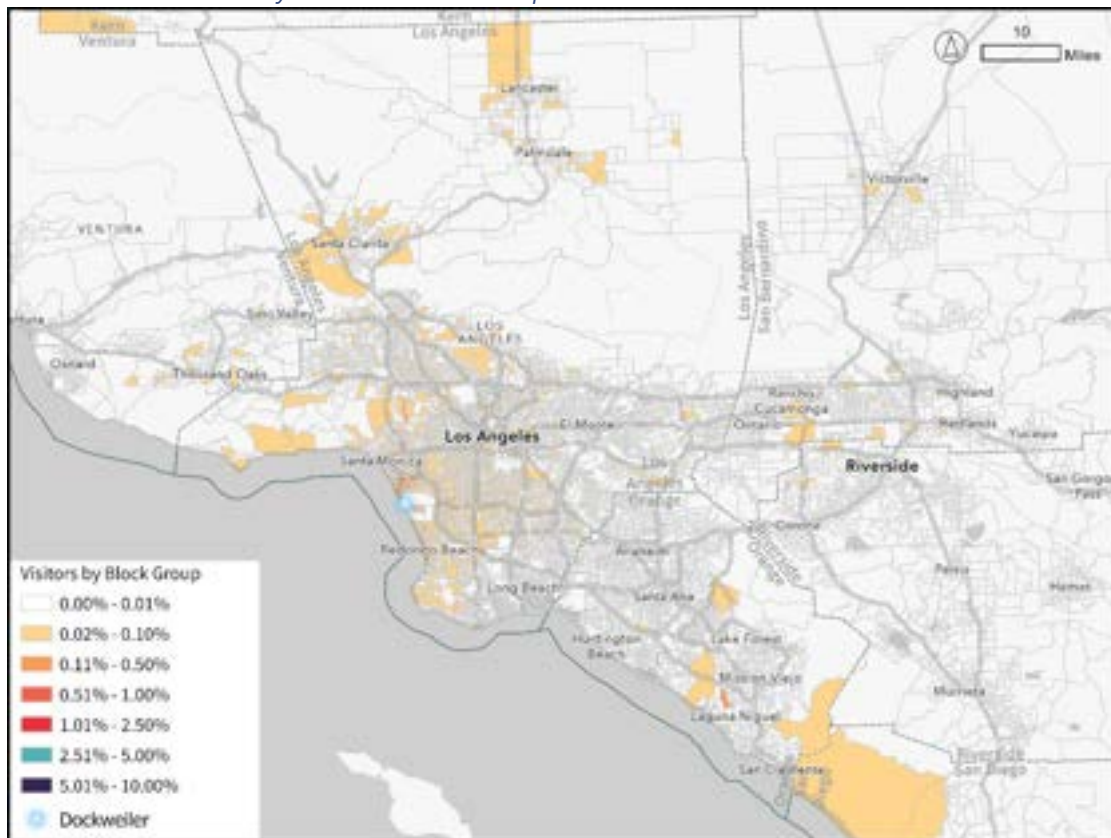 Kern
Ventura
Kern
Los Angeles
10
Miles
Lancaster
Palmdale
Victorville
VENTURA
Santa Clarita
Los Angeles
Ventura
Los Angeles
San Bernardino
Simi Valley
LOS
ANGELES
Oxnard
Thousand Oaks
Rancho
Cucamonga
Highland
El Monte
Ontario
Redlands
Yucaipa
Los Angeles
Santa Monica
Los
Angeles
Orange
Riverside
San Gorgo
Pass
Corona
Riverside
Orange
Redondo Beach
Anaheim
Long Beach
Santa Ana
Perris
Hemet
Huntington
Beach
Lake Forest
Mission Viejo
Laguna Niguel
Murrieta
San Clemente
Riverside
San Diego
Visitors by Block Group
0.00% - 0.01%
0.02% - 0.10%
0.11% - 0.50%
0.51% - 1.00%
1.01% - 2.50%
2.51% - 5.00%
5.01% - 10.00%
Dockweiler